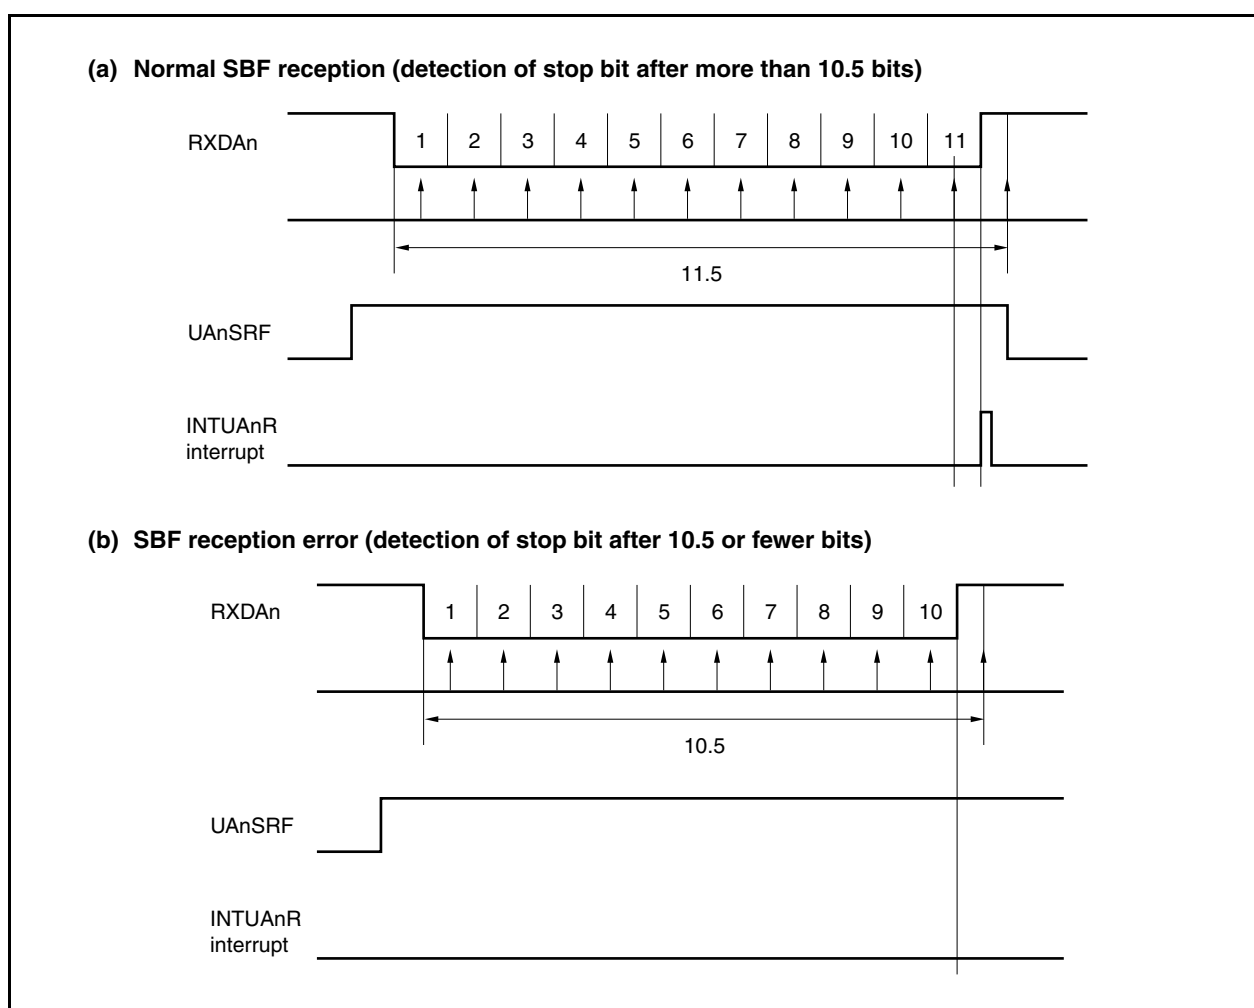 (a) Normal SBF reception (detection of stop bit after more than 10.5 bits)
RXDAn
1 2 3 4 5 6 7 8 9 10 11
11.5
UAnSRF
INTUAnR
interrupt
(b) SBF reception error (detection of stop bit after 10.5 or fewer bits)
RXDAn
1 2 3 4 5 6 7 8 9 10
10.5
UAnSRF
INTUAnR
interrupt